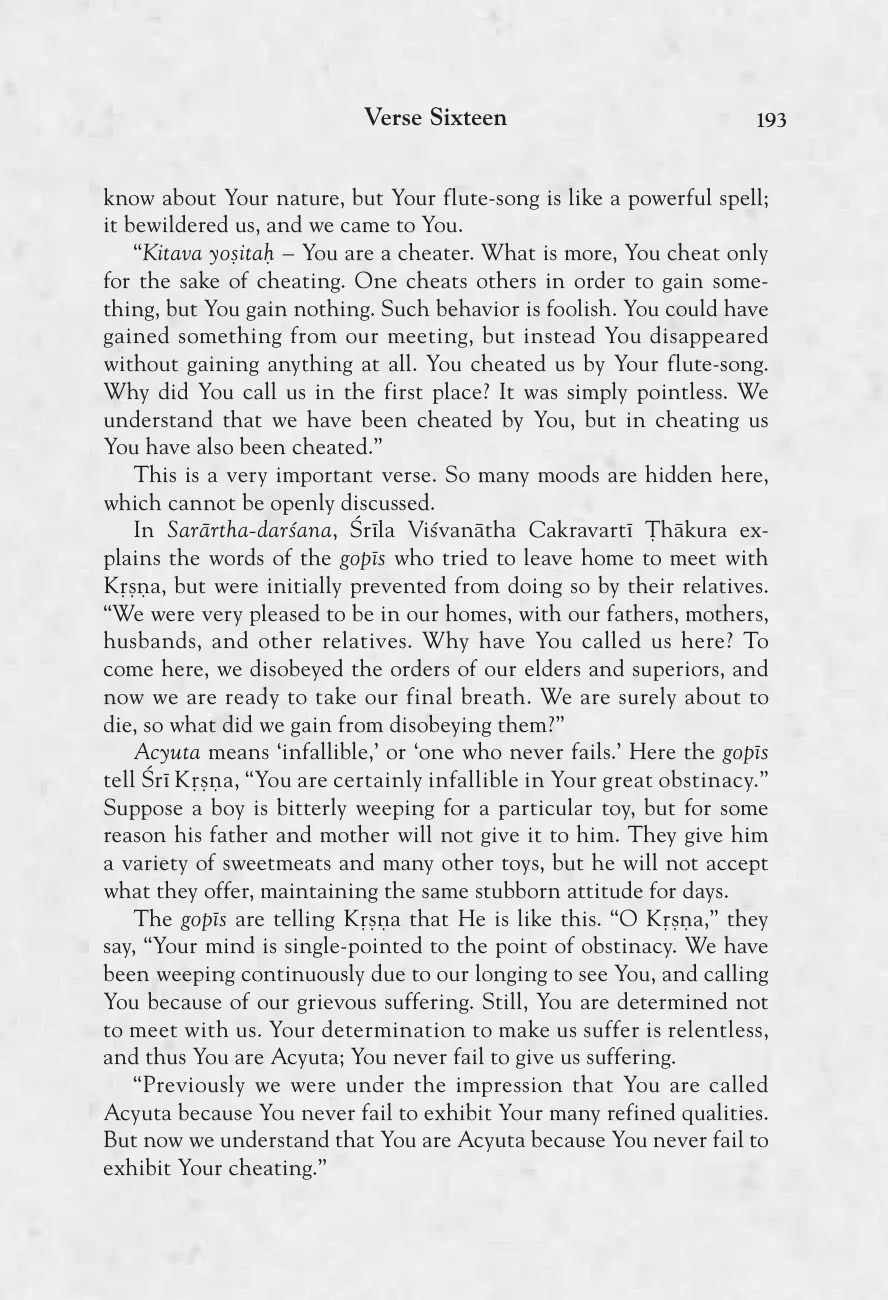 Verse Sixteen 193
know about Your nature, but Your flute-song is like a powerful spell;
it bewildered us, and we came to You.
“Kitava yoṣitaḥ – You are a cheater. What is more, You cheat only
for the sake of cheating. One cheats others in order to gain some-
thing, but You gain nothing. Such behavior is foolish. You could have
gained something from our meeting, but instead You disappeared
without gaining anything at all. You cheated us by Your flute-song.
Why did You call us in the first place? It was simply pointless. We
understand that we have been cheated by You, but in cheating us
You have also been cheated.”
This is a very important verse. So many moods are hidden here,
which cannot be openly discussed.
In Sarārtha-darśana, Śrīla Viśvanātha Cakravartī Ṭhākura ex-
plains the words of the gopīs who tried to leave home to meet with
Kṛṣṇa, but were initially prevented from doing so by their relatives.
“We were very pleased to be in our homes, with our fathers, mothers,
husbands, and other relatives. Why have You called us here? To
come here, we disobeyed the orders of our elders and superiors, and
now we are ready to take our final breath. We are surely about to
die, so what did we gain from disobeying them?”
Acyuta means ‘infallible,’ or ‘one who never fails.’ Here the gopīs
tell Śrī Kṛṣṇa, “You are certainly infallible in Your great obstinacy.”
Suppose a boy is bitterly weeping for a particular toy, but for some
reason his father and mother will not give it to him. They give him
a variety of sweetmeats and many other toys, but he will not accept
what they offer, maintaining the same stubborn attitude for days.
The gopīs are telling Kṛṣṇa that He is like this. “O Kṛṣṇa,” they
say, “Your mind is single-pointed to the point of obstinacy. We have
been weeping continuously due to our longing to see You, and calling
You because of our grievous suffering. Still, You are determined not
to meet with us. Your determination to make us suffer is relentless,
and thus You are Acyuta; You never fail to give us suffering.
“Previously we were under the impression that You are called
Acyuta because You never fail to exhibit Your many refined qualities.
But now we understand that You are Acyuta because You never fail to
exhibit Your cheating.”